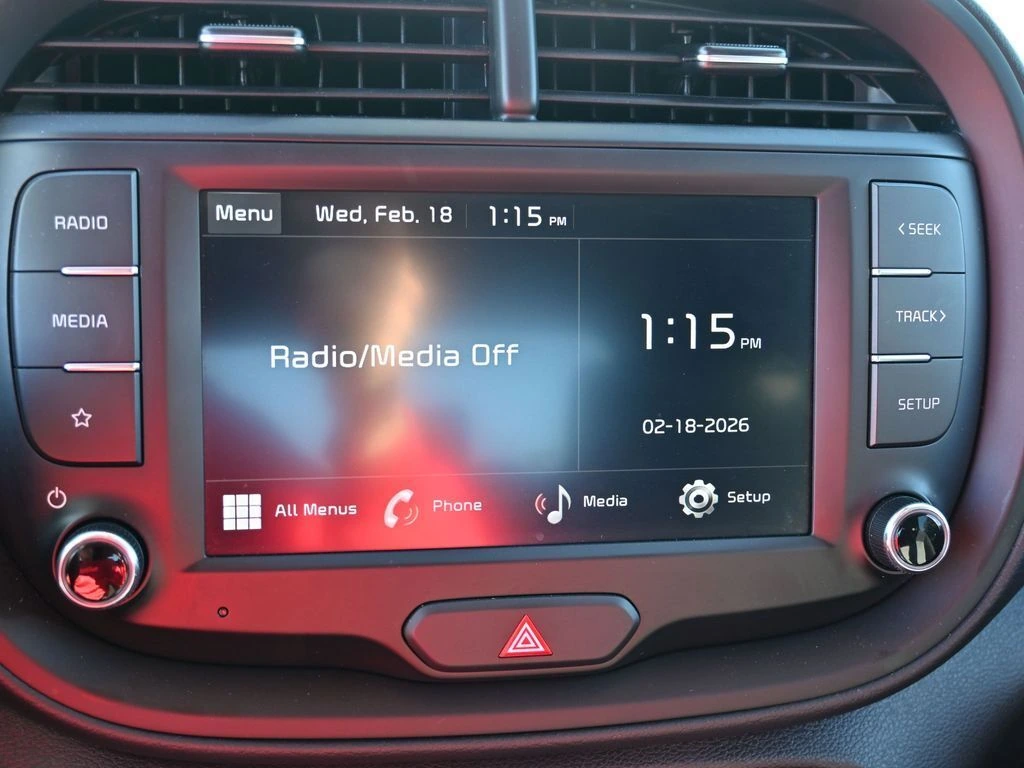 RADIO
MEDIA
Menu
Wed, Feb. 18
1:15 PM
Radio/Media Off
1:15 PM
02-18-2026
All Menus
Phone
Media
Setup
< SEEK
TRACK >
SETUP